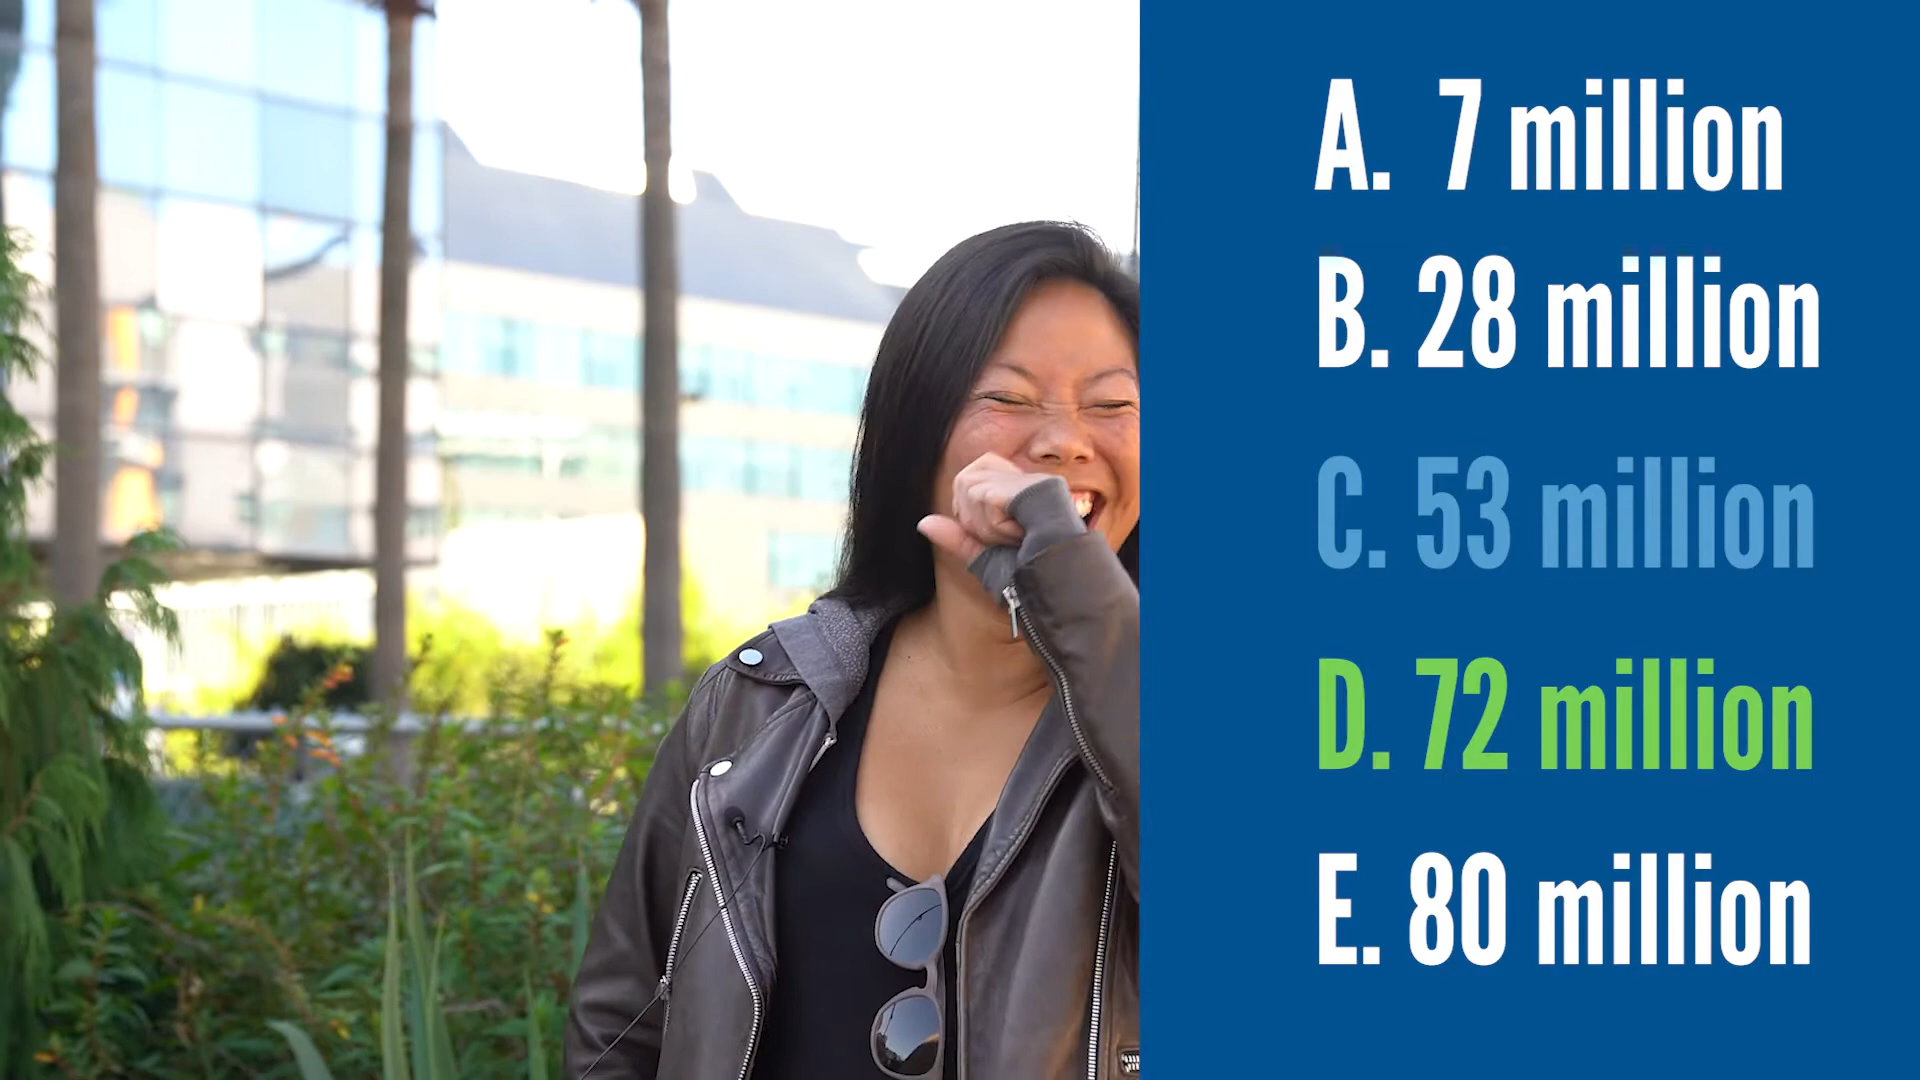 A. 7 million
B. 28 million
C. 53 million
D. 72 million
E. 80 million